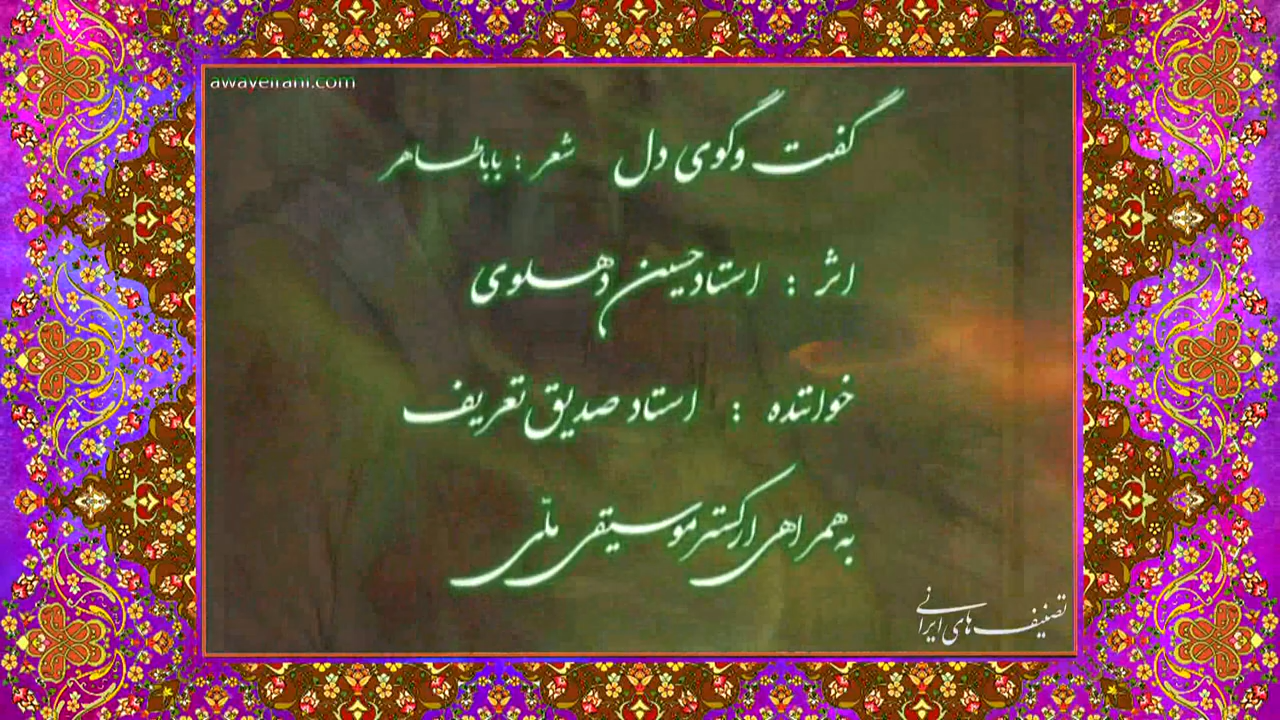 awayeirani.com
گفت وگوی دل شعر : باباطاهر
اثر : استاد حسین دهلوی
خواننده : استاد صدیق تعریف
به همراهی ارکستر موسیقی ملّی
تصنیف های ایرانی